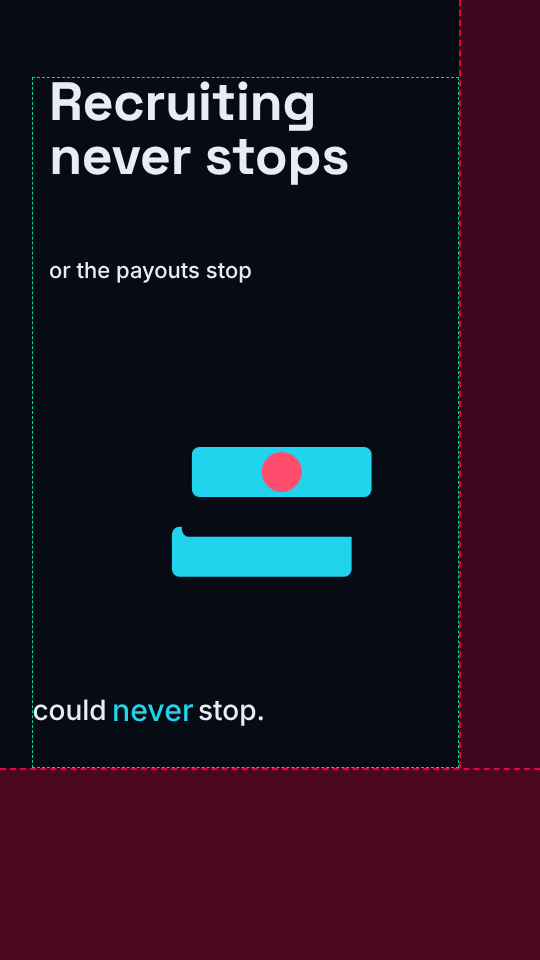 Recruiting
never stops
or the payouts stop
could never stop.